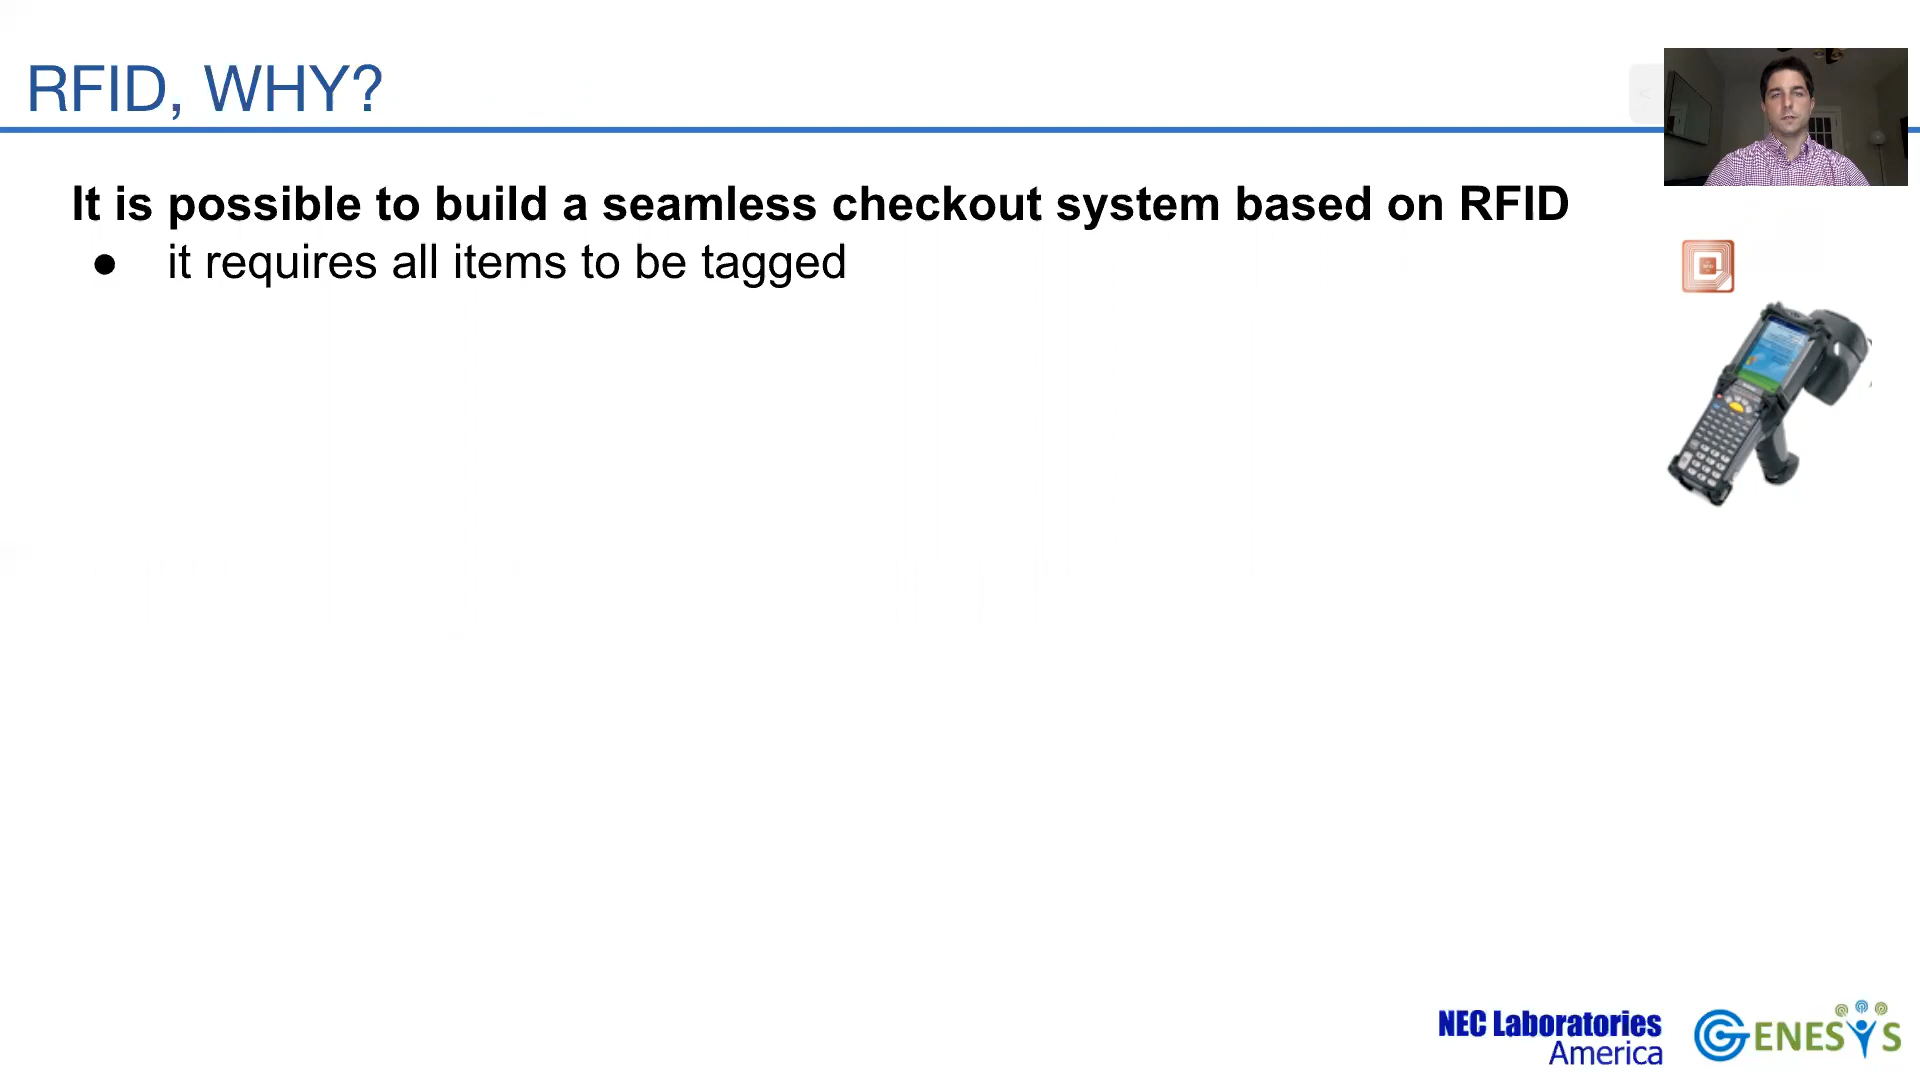 RFID, WHY?
It is possible to build a seamless checkout system based on RFID
● it requires all items to be tagged
NEC Laboratories
America
GENESYS